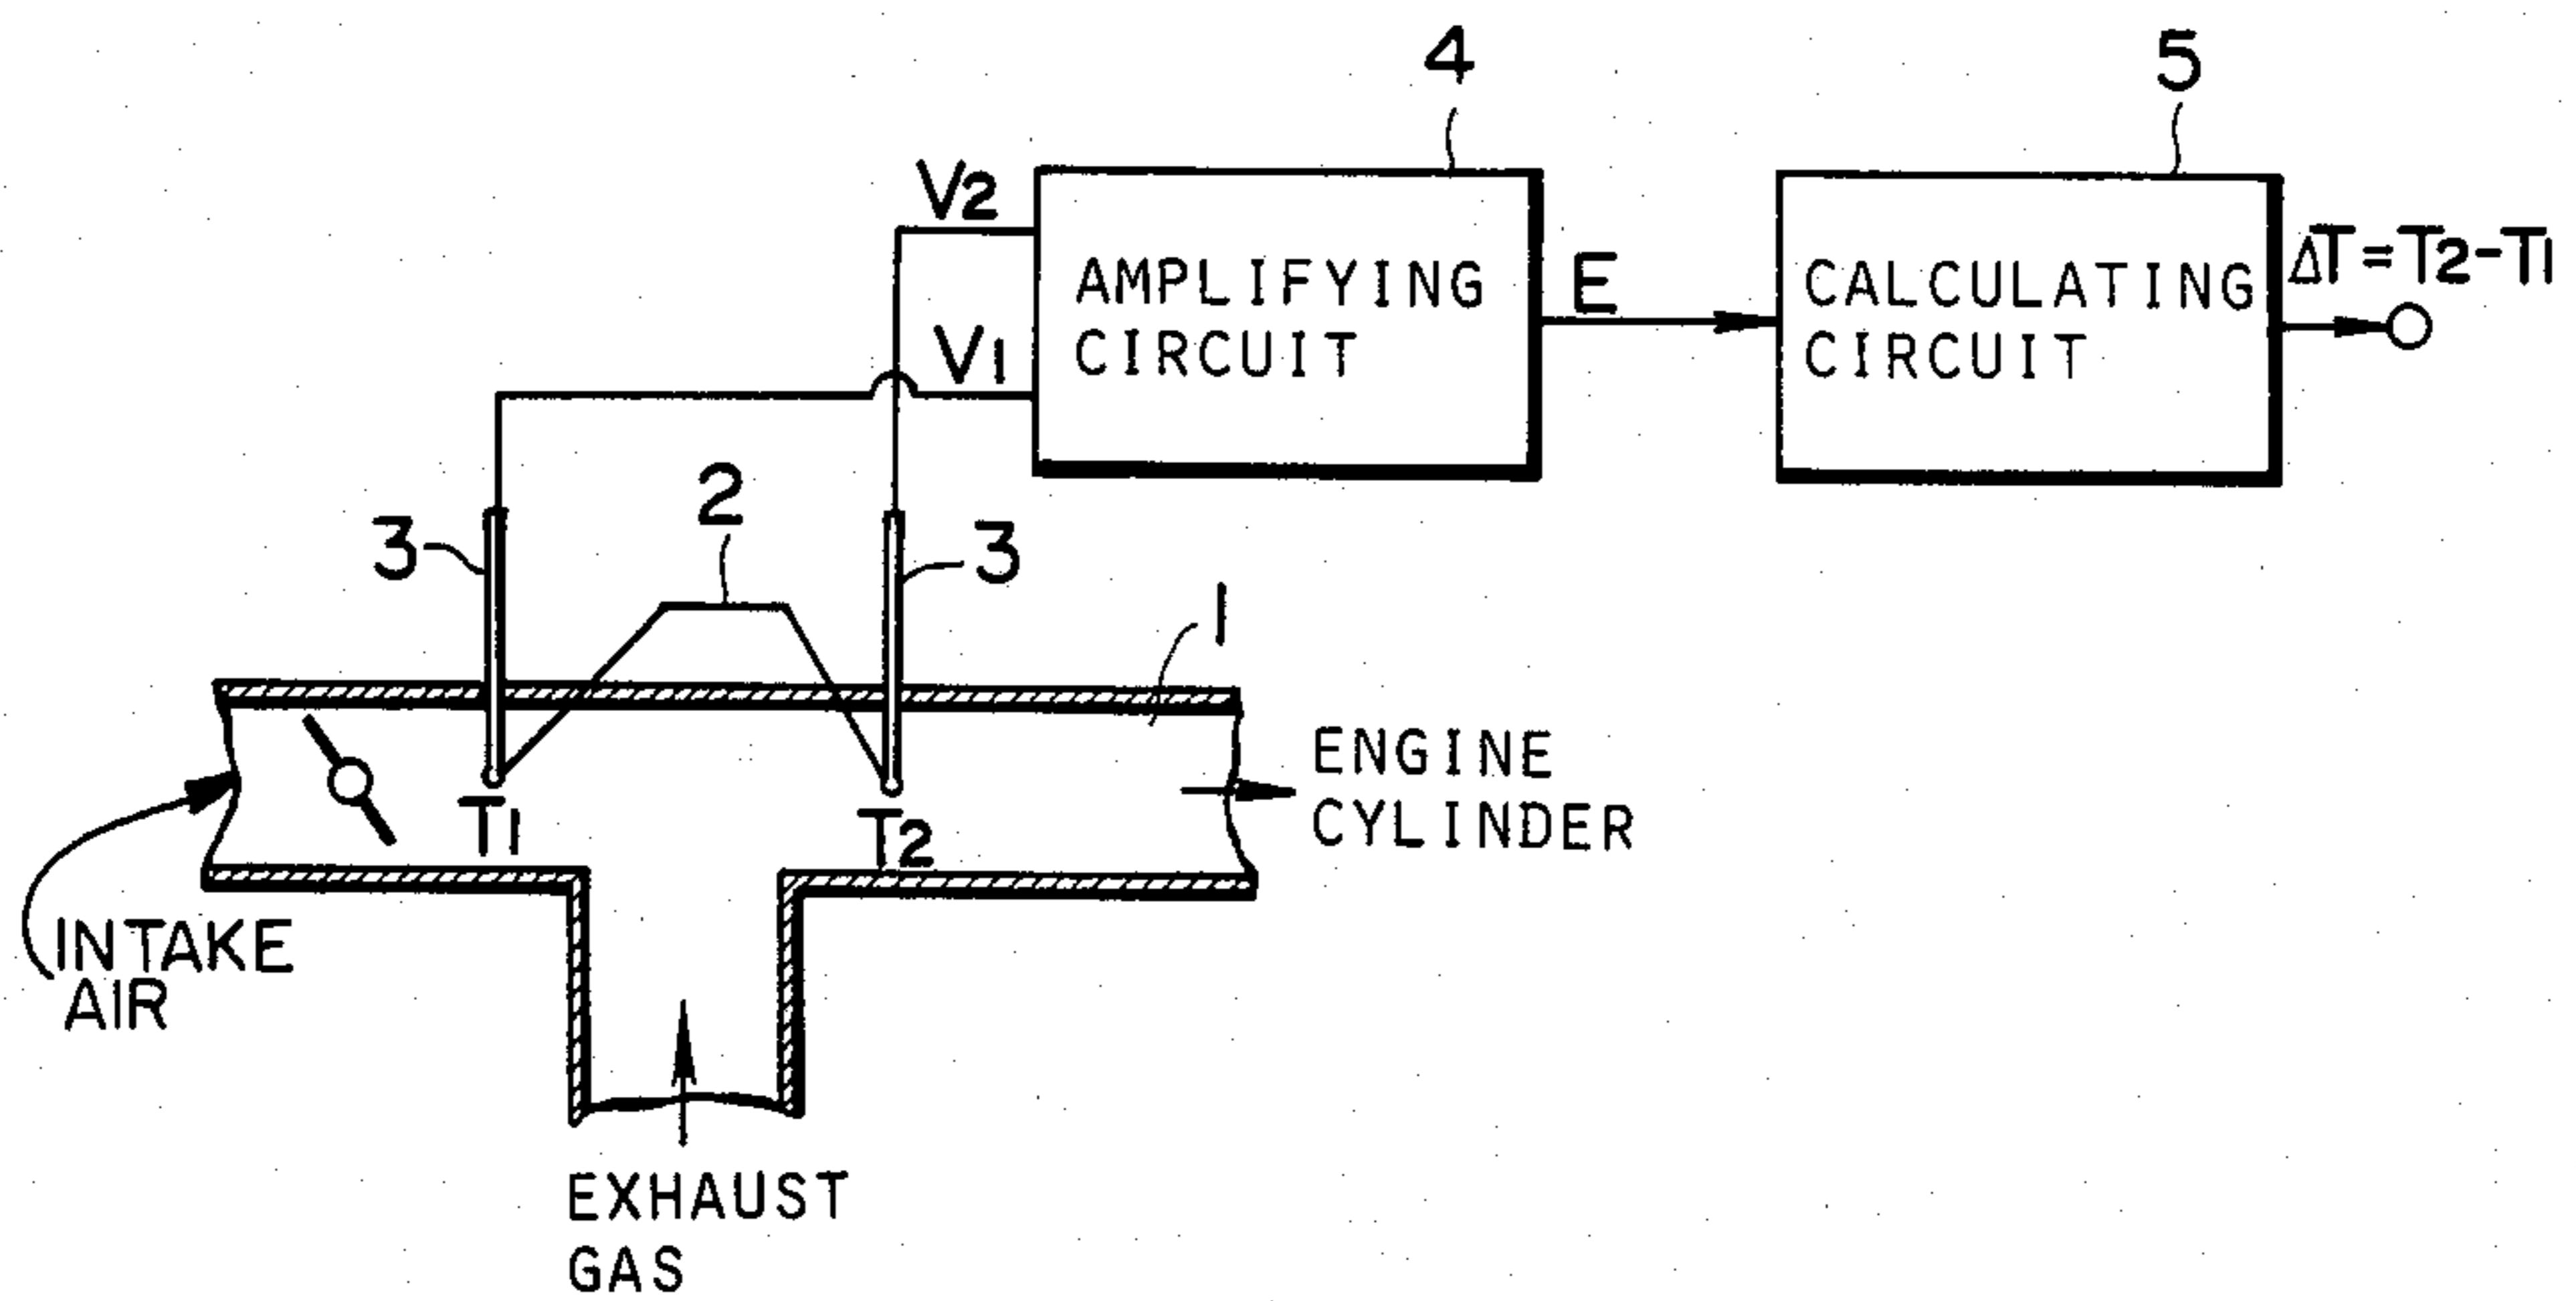 4
5
V2
AMPLIFYING
CIRCUIT
E
CALCULATING
CIRCUIT
ΔT=T2-T1
V1
2
3
3
1
T1
T2
ENGINE
CYLINDER
INTAKE
AIR
EXHAUST
GAS